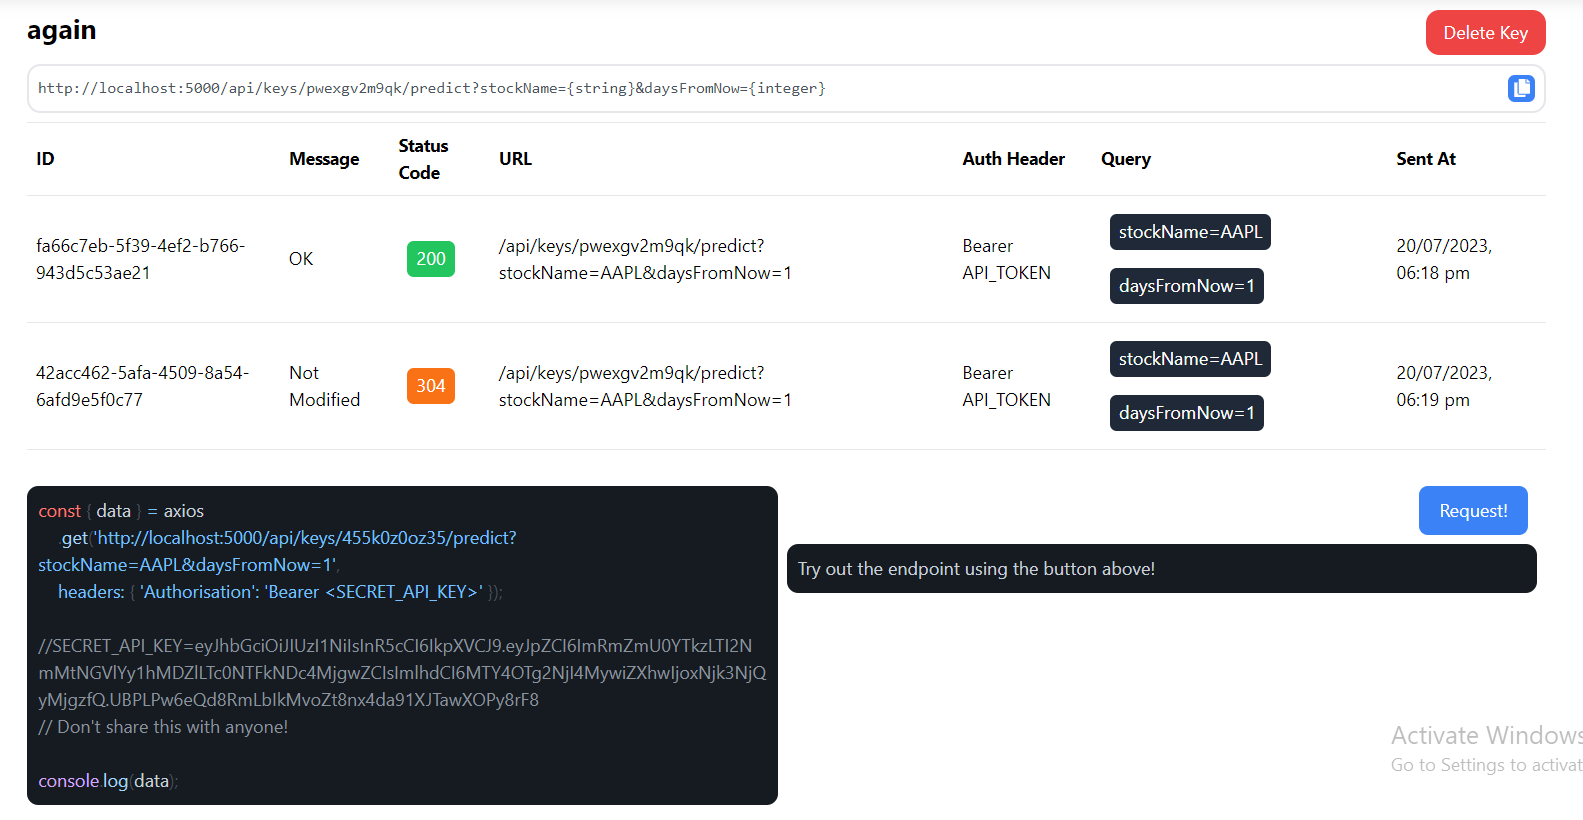 again
Delete Key
http://localhost:5000/api/keys/pwexgv2m9qk/predict?stockName={string}&daysFromNow={integer}
ID Message Status Code URL Auth Header Query Sent At
fa66c7eb-5f39-4ef2-b766-
943d5c53ae21
OK
200
/api/keys/pwexgv2m9qk/predict?
stockName=AAPL&daysFromNow=1
Bearer
API_TOKEN
stockName=AAPL
daysFromNow=1
20/07/2023,
06:18 pm
42acc462-5afa-4509-8a54-
6afd9e5f0c77
Not
Modified
304
/api/keys/pwexgv2m9qk/predict?
stockName=AAPL&daysFromNow=1
Bearer
API_TOKEN
stockName=AAPL
daysFromNow=1
20/07/2023,
06:19 pm
const { data } = axios
.get('http://localhost:5000/api/keys/455k0z0oz35/predict?
stockName=AAPL&daysFromNow=1',
headers: { 'Authorisation': 'Bearer <SECRET_API_KEY>' });
//SECRET_API_KEY=eyJhbGciOiJIUzI1NiIsInR5cCI6IkpXVCJ9.eyJpZCI6ImRmZmU0YTkzLTI2N
mMtNGVlYy1hMDZlLTc0NTFkNDc4MjgwZCIsImlhdCI6MTY4OTg2NjI4MywiZXhwIjoxNjk3NjQ
yMjgzfQ.UBPLPw6eQd8RmLbIkMvoZt8nx4da91XJTawXOPy8rF8
// Don't share this with anyone!
console.log(data);
Request!
Try out the endpoint using the button above!
Activate Windows
Go to Settings to activat